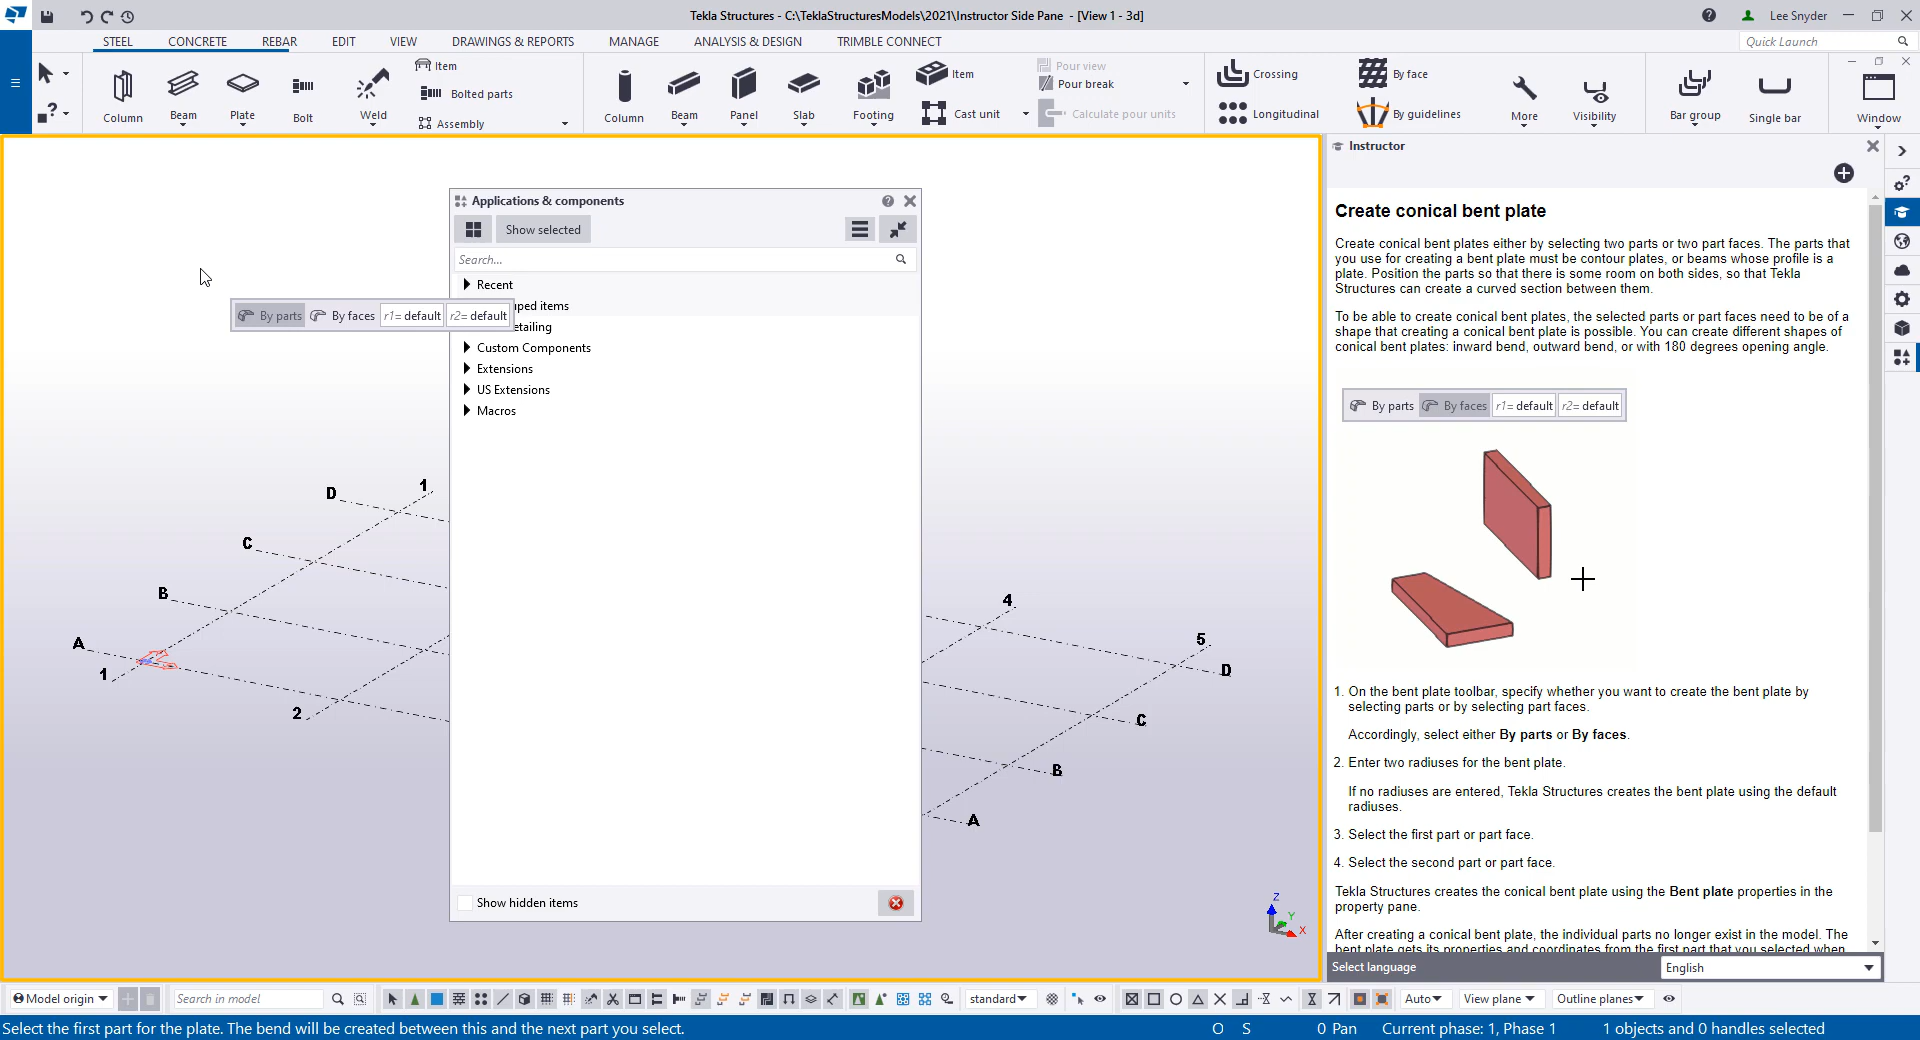 Tekla Structures - C:\TeklaStructuresModels\2021\Instructor Side Pane - [View 1 - 3d]
Lee Snyder
STEEL CONCRETE REBAR EDIT VIEW DRAWINGS & REPORTS MANAGE ANALYSIS & DESIGN TRIMBLE CONNECT
Quick Launch
Column
Beam
Plate
Bolt
Weld
Item
Bolted parts
Assembly
Column
Beam
Panel
Slab
Footing
Item
Cast unit
Pour view
Pour break
Calculate pour units
Crossing
Longitudinal
By face
By guidelines
More
Visibility
Bar group
Single bar
Window
Applications & components
Show selected
Search...
Recent
uped items
etailing
Custom Components
Extensions
US Extensions
Macros
Show hidden items
By parts By faces r1= default r2= default
D
1
C
B
A
1
2
4
5
D
C
B
A
Z
Y
X
Instructor
Create conical bent plate
Create conical bent plates either by selecting two parts or two part faces. The parts that
you use for creating a bent plate must be contour plates, or beams whose profile is a
plate. Position the parts so that there is some room on both sides, so that Tekla
Structures can create a curved section between them.
To be able to create conical bent plates, the selected parts or part faces need to be of a
shape that creating a conical bent plate is possible. You can create different shapes of
conical bent plates: inward bend, outward bend, or with 180 degrees opening angle.
By parts By faces r1= default r2= default
1. On the bent plate toolbar, specify whether you want to create the bent plate by
selecting parts or by selecting part faces.
Accordingly, select either By parts or By faces.
2. Enter two radiuses for the bent plate.
If no radiuses are entered, Tekla Structures creates the bent plate using the default
radiuses.
3. Select the first part or part face.
4. Select the second part or part face.
Tekla Structures creates the conical bent plate using the Bent plate properties in the
property pane.
After creating a conical bent plate, the individual parts no longer exist in the model. The
bent plate gets its properties and coordinates from the first part that you selected when
Select language
English
Model origin
Search in model
standard
Auto
View plane
Outline planes
Select the first part for the plate. The bend will be created between this and the next part you select.
O S 0 Pan Current phase: 1, Phase 1 1 objects and 0 handles selected